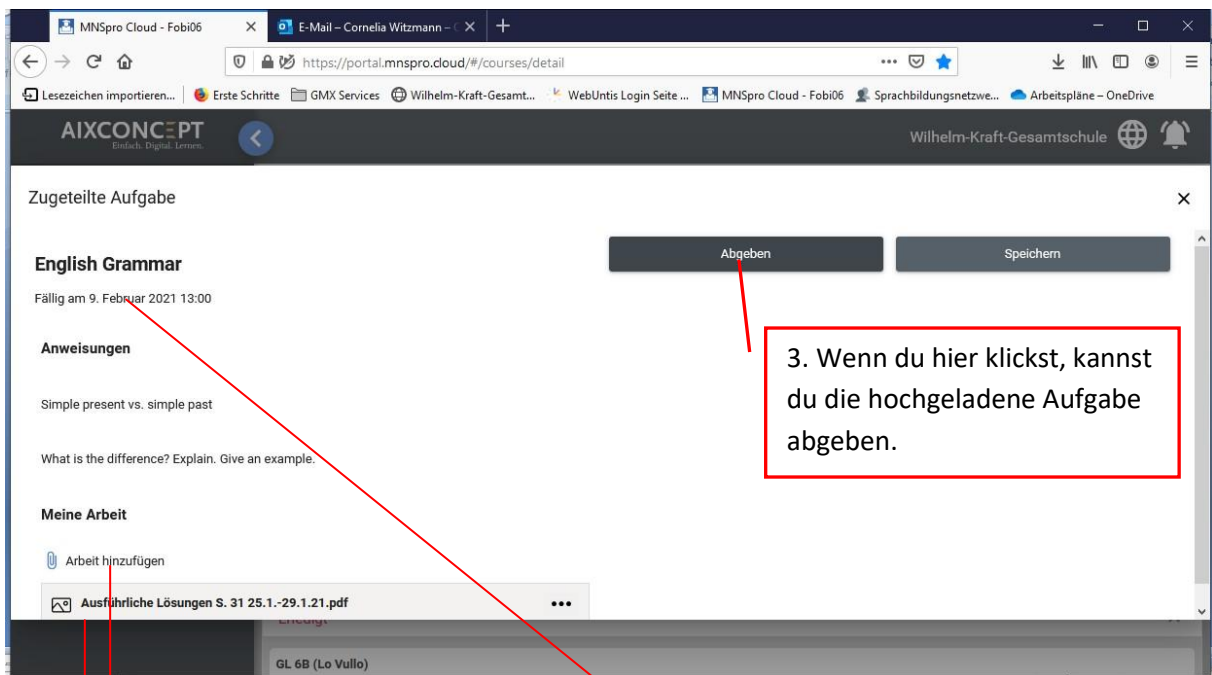 MNSpro Cloud - Fobi06
E-Mail – Cornelia Witzmann –
https://portal.mnspro.cloud/#/courses/detail
Lesezeichen importieren... Erste Schritte GMX Services Wilhelm-Kraft-Gesamt... WebUntis Login Seite ... MNSpro Cloud - Fobi06 Sprachbildungsnetzwe... Arbeitspläne – OneDrive
AIXCONCEPT
Einfach. Digital. Lernen.
Wilhelm-Kraft-Gesamtschule
Zugeteilte Aufgabe
Abgeben
Speichern
English Grammar
Fällig am 9. Februar 2021 13:00
Anweisungen
Simple present vs. simple past
What is the difference? Explain. Give an example.
3. Wenn du hier klickst, kannst
du die hochgeladene Aufgabe
abgeben.
Meine Arbeit
Arbeit hinzufügen
Ausführliche Lösungen S. 31 25.1.-29.1.21.pdf
Erledigt
GL 6B (Lo Vullo)